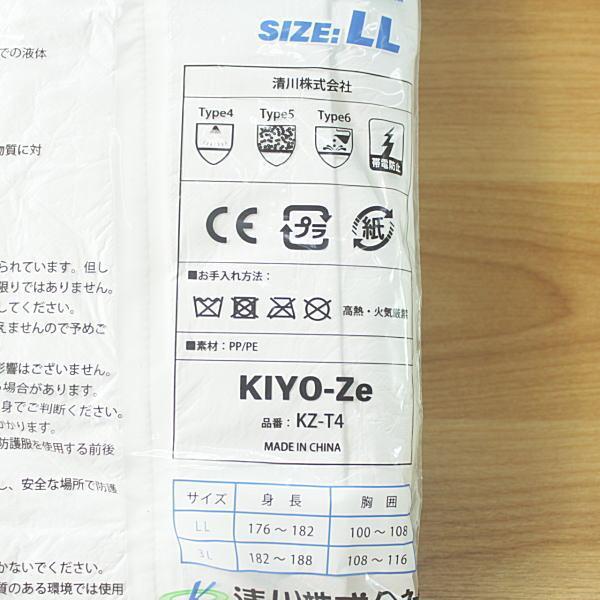 SIZE: LL
での液体
物質に対
られています。但し
限りではありません。
してください。
えませんので予めご
影響はございません。
場合があります。
身でご判断ください。
かかります。
防護服を使用する前後
し、安全な場所で防護
かないでください。
質のある環境では使用
清川株式会社
Type4 Type5 Type6
帯電防止
CE プラ 紙
■お手入れ方法：
高熱・火気厳禁
■素材：PP/PE
KIYO-Ze
品番：KZ-T4
MADE IN CHINA
サイズ 身長 胸囲
LL 176～182 100～108
3L 182～188 108～116
清川株式会社